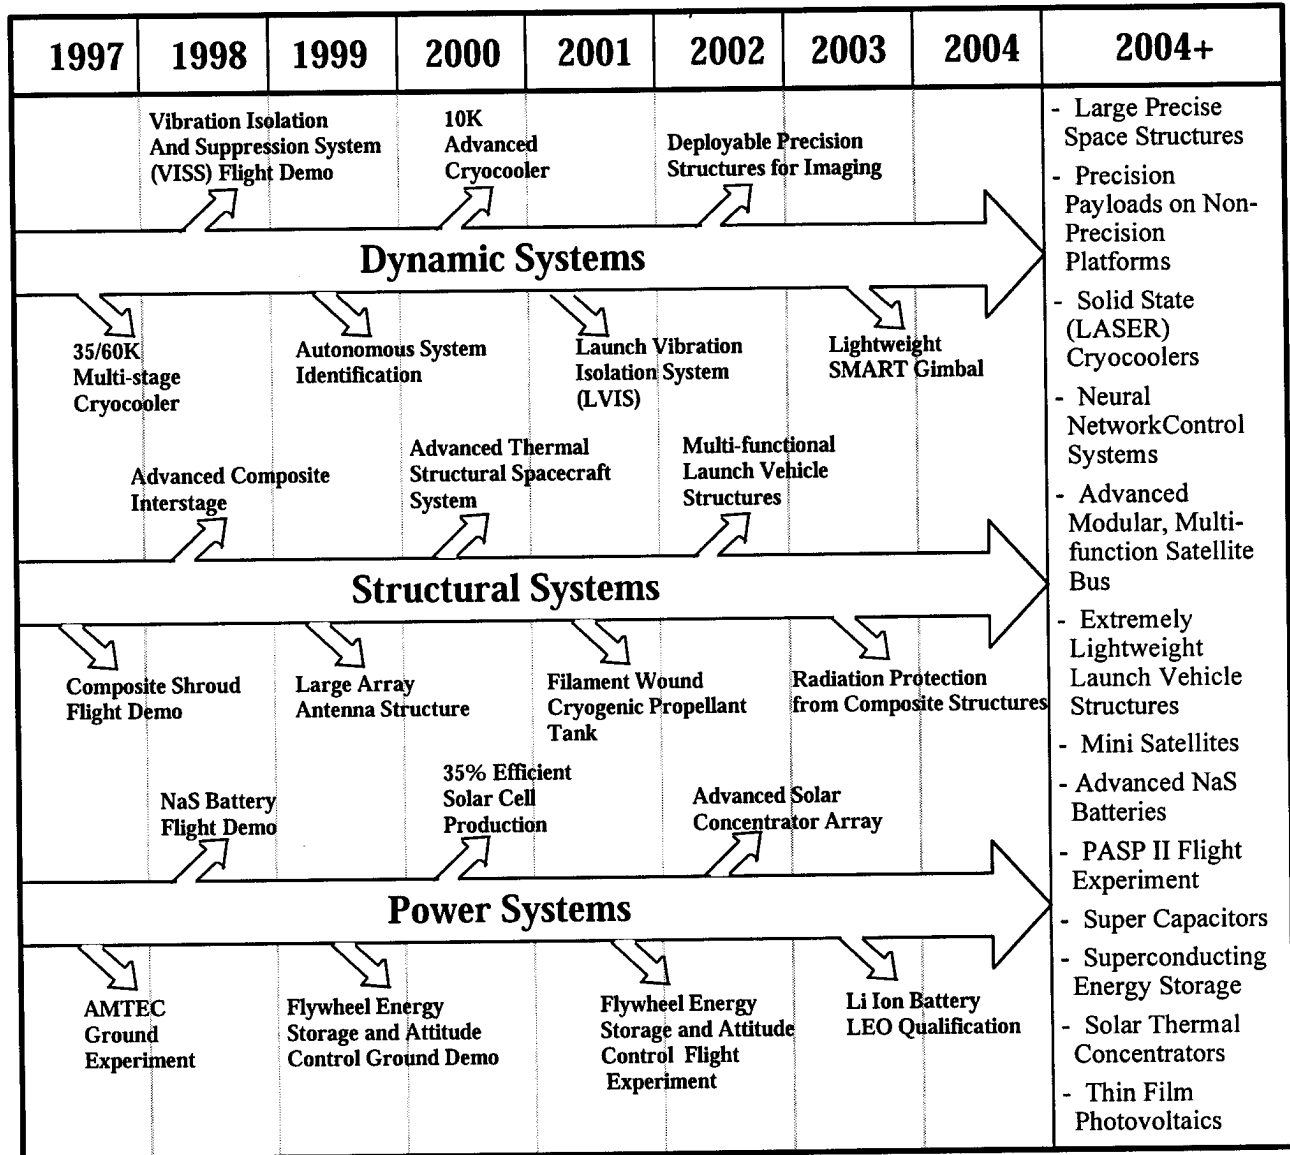 1997 1998 1999 2000 2001 2002 2003 2004 2004+
Vibration Isolation
And Suppression System
(VISS) Flight Demo
10K
Advanced
Cryocooler
Deployable Precision
Structures for Imaging
Dynamic Systems
35/60K
Multi-stage
Cryocooler
Autonomous System
Identification
Launch Vibration
Isolation System
(LVIS)
Lightweight
SMART Gimbal
Advanced Composite
Interstage
Advanced Thermal
Structural Spacecraft
System
Multi-functional
Launch Vehicle
Structures
Structural Systems
Composite Shroud
Flight Demo
Large Array
Antenna Structure
Filament Wound
Cryogenic Propellant
Tank
Radiation Protection
from Composite Structures
NaS Battery
Flight Demo
35% Efficient
Solar Cell
Production
Advanced Solar
Concentrator Array
Power Systems
AMTEC
Ground
Experiment
Flywheel Energy
Storage and Attitude
Control Ground Demo
Flywheel Energy
Storage and Attitude
Control Flight
Experiment
Li Ion Battery
LEO Qualification
- Large Precise
Space Structures
- Precision
Payloads on Non-
Precision
Platforms
- Solid State
(LASER)
Cryocoolers
- Neural
NetworkControl
Systems
- Advanced
Modular, Multi-
function Satellite
Bus
- Extremely
Lightweight
Launch Vehicle
Structures
- Mini Satellites
- Advanced NaS
Batteries
- PASP II Flight
Experiment
- Super Capacitors
- Superconducting
Energy Storage
- Solar Thermal
Concentrators
- Thin Film
Photovoltaics